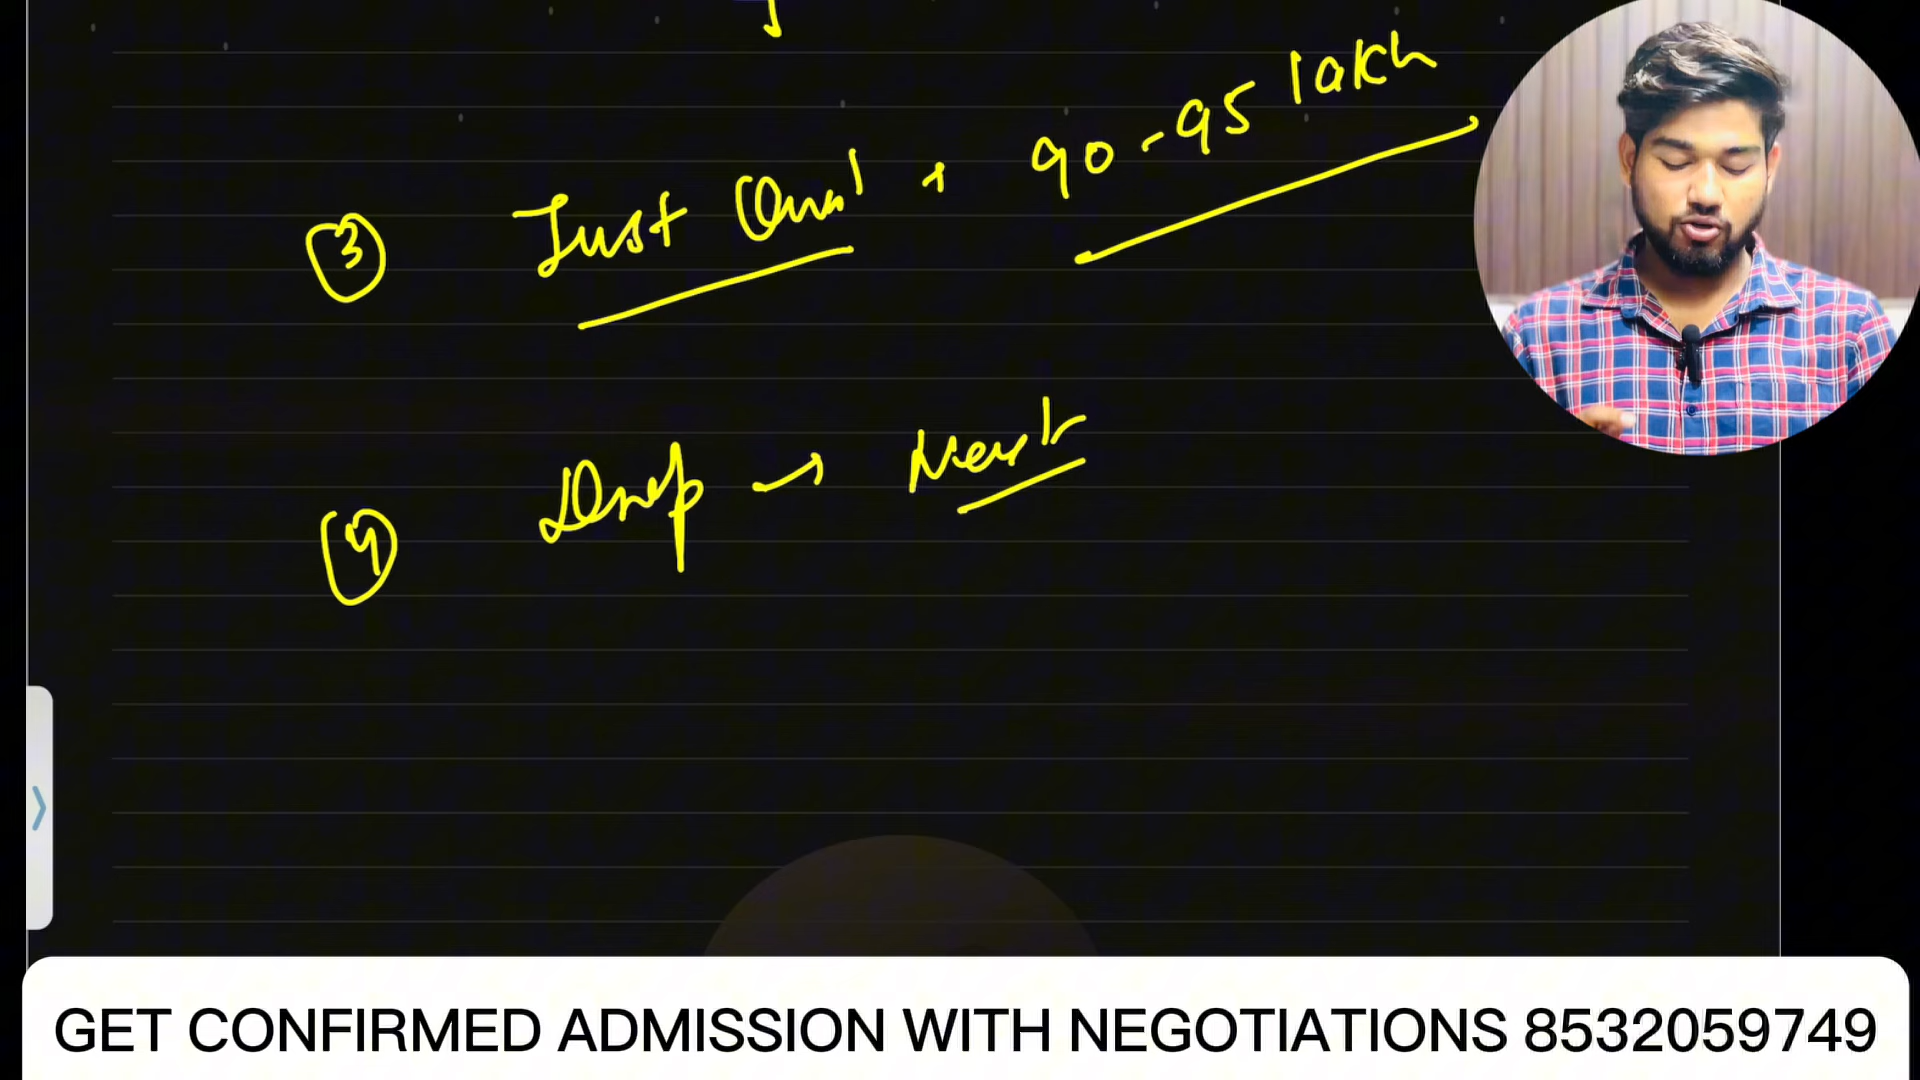 ③ Just Qual + 90-95 lakh
④ Drop → Next
GET CONFIRMED ADMISSION WITH NEGOTIATIONS 8532059749